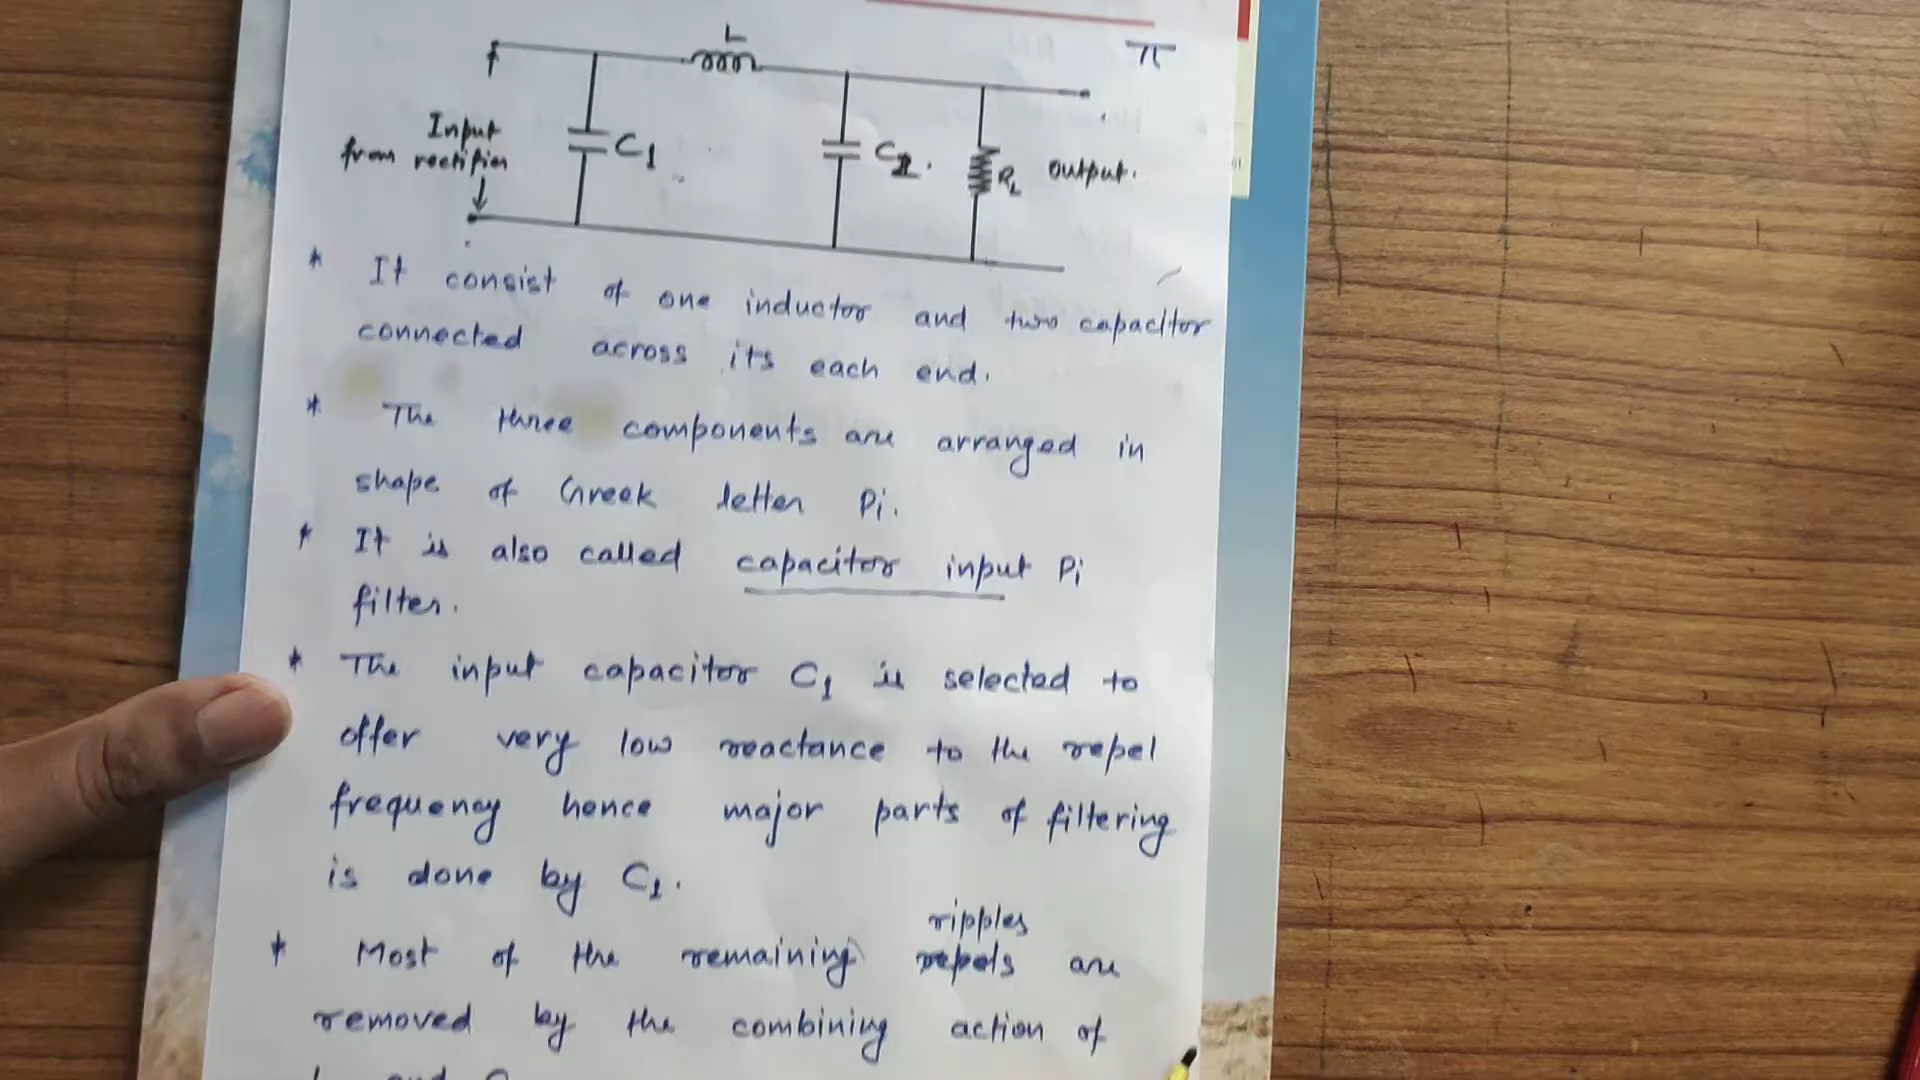 L
π
Input
from rectifier
C1
C2.
RL
output.
* It consist of one inductor and two capacitor
connected across its each end.
* The three components are arranged in
shape of Greek letter Pi.
* It is also called capacitor input Pi
filter.
* The input capacitor C1 is selected to
offer very low reactance to the repel
frequency hence major parts of filtering
is done by C1.
ripples
* Most of the remaining repels are
removed by the combining action of
L and